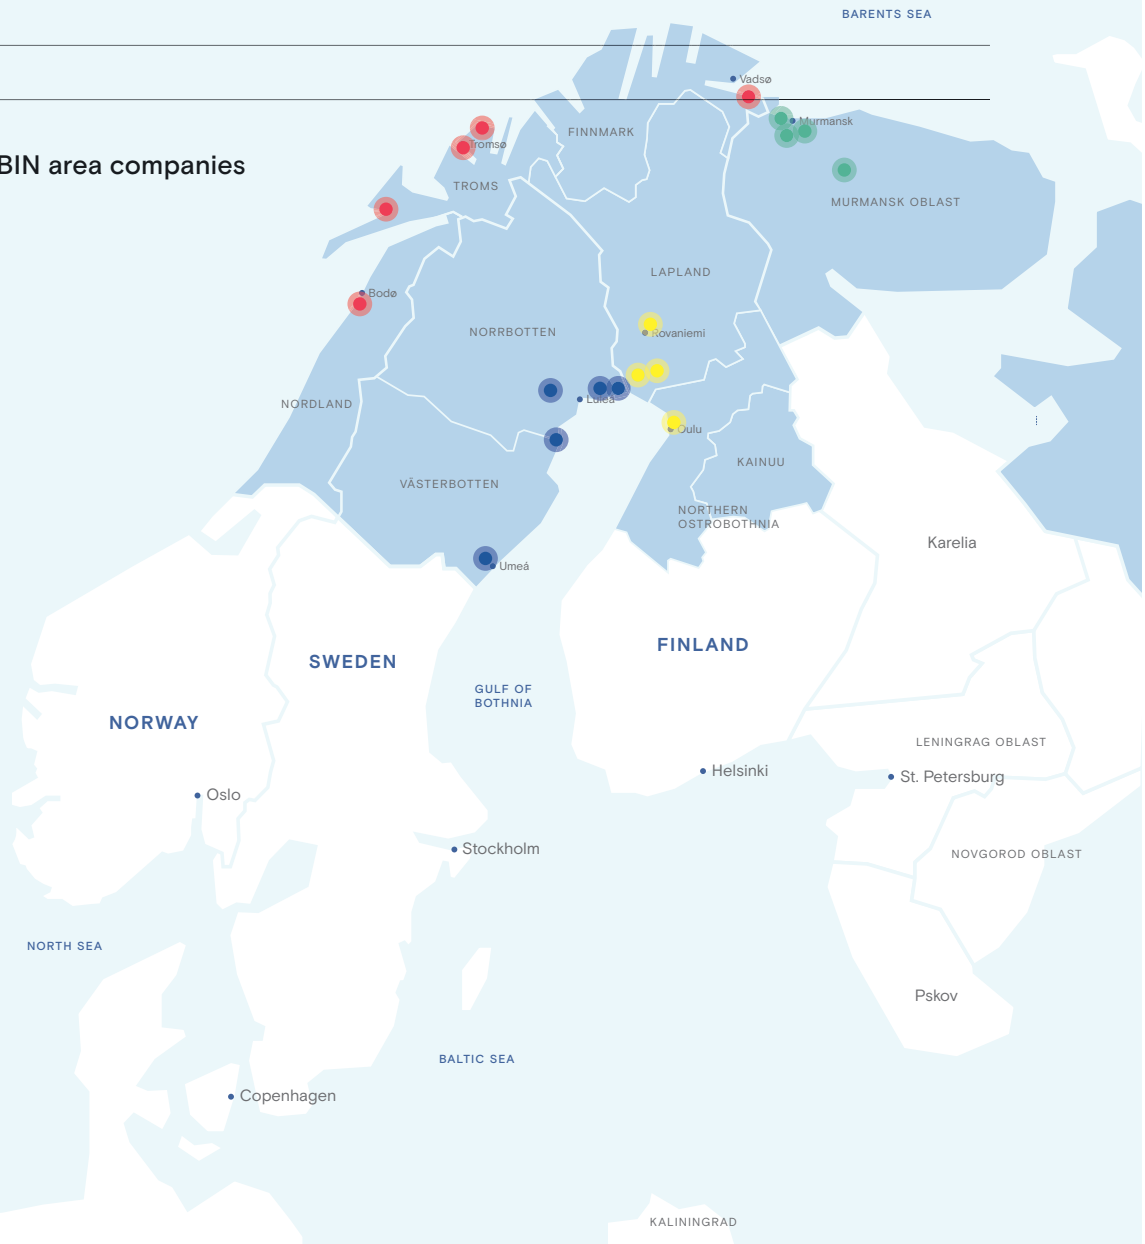 BARENTS SEA
Vadsø
Murmansk
FINNMARK
Tromsø
BIN area companies
TROMS
MURMANSK OBLAST
LAPLAND
Bodø
NORRBOTTEN
Rovaniemi
Luleå
NORDLAND
Oulu
KAINUU
VÄSTERBOTTEN
NORTHERN
OSTROBOTHNIA
Karelia
Umeå
FINLAND
SWEDEN
GULF OF
BOTHNIA
NORWAY
LENINGRAG OBLAST
Helsinki
St. Petersburg
Oslo
Stockholm
NOVGOROD OBLAST
NORTH SEA
Pskov
BALTIC SEA
Copenhagen
KALININGRAD